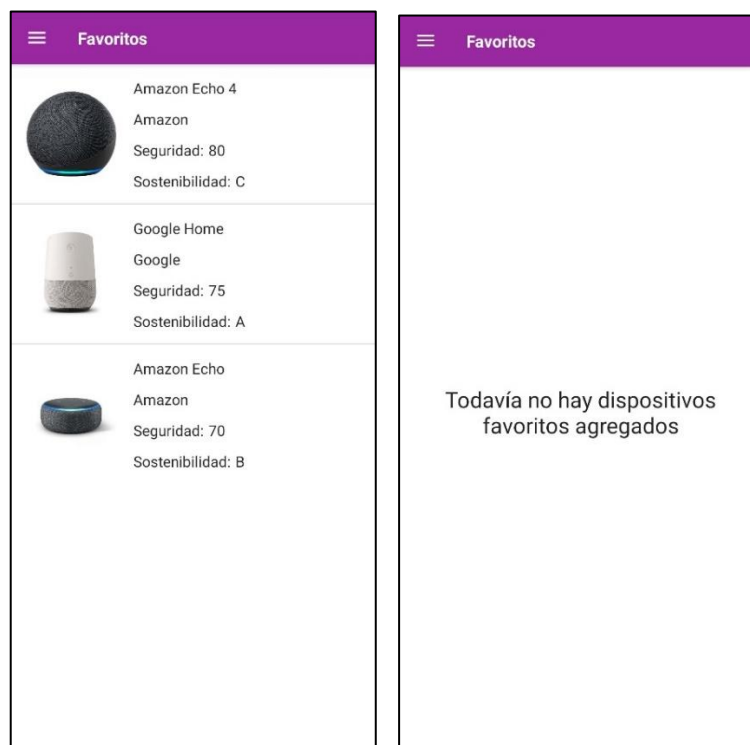 Favoritos
Amazon Echo 4
Amazon
Seguridad: 80
Sostenibilidad: C
Google Home
Google
Seguridad: 75
Sostenibilidad: A
Amazon Echo
Amazon
Seguridad: 70
Sostenibilidad: B
Favoritos
Todavía no hay dispositivos
favoritos agregados